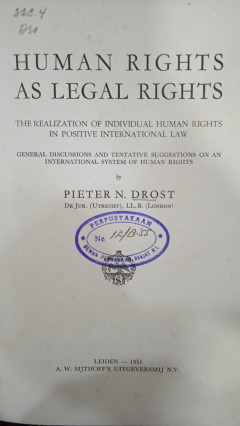 HUMAN RIGHTS
AS LEGAL RIGHTS
THE REALIZATION OF INDIVIDUAL HUMAN RIGHTS
IN POSITIVE INTERNATIONAL LAW
GENERAL DISCUSSIONS AND TENTATIVE SUGGESTIONS ON AN
INTERNATIONAL SYSTEM OF HUMAN RIGHTS
by
PIETER N. DROST
DR JUR. (UTRECHT), LL. B. (LONDON)
PERPUSTAKAAN
No
LEIDEN — 1951
A. W. SIJTHOFF'S UITGEVERSMIJ N.V.